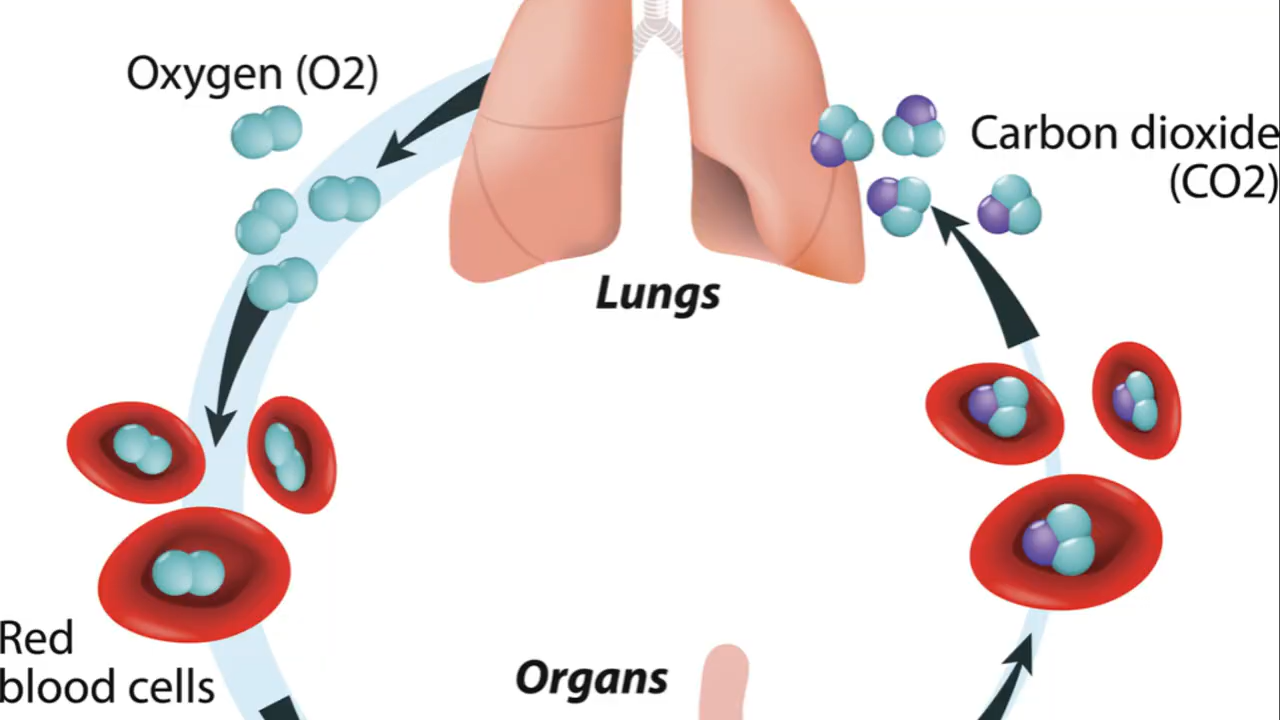 Oxygen (O2)
Carbon dioxide
(CO2)
Lungs
Red
blood cells
Organs